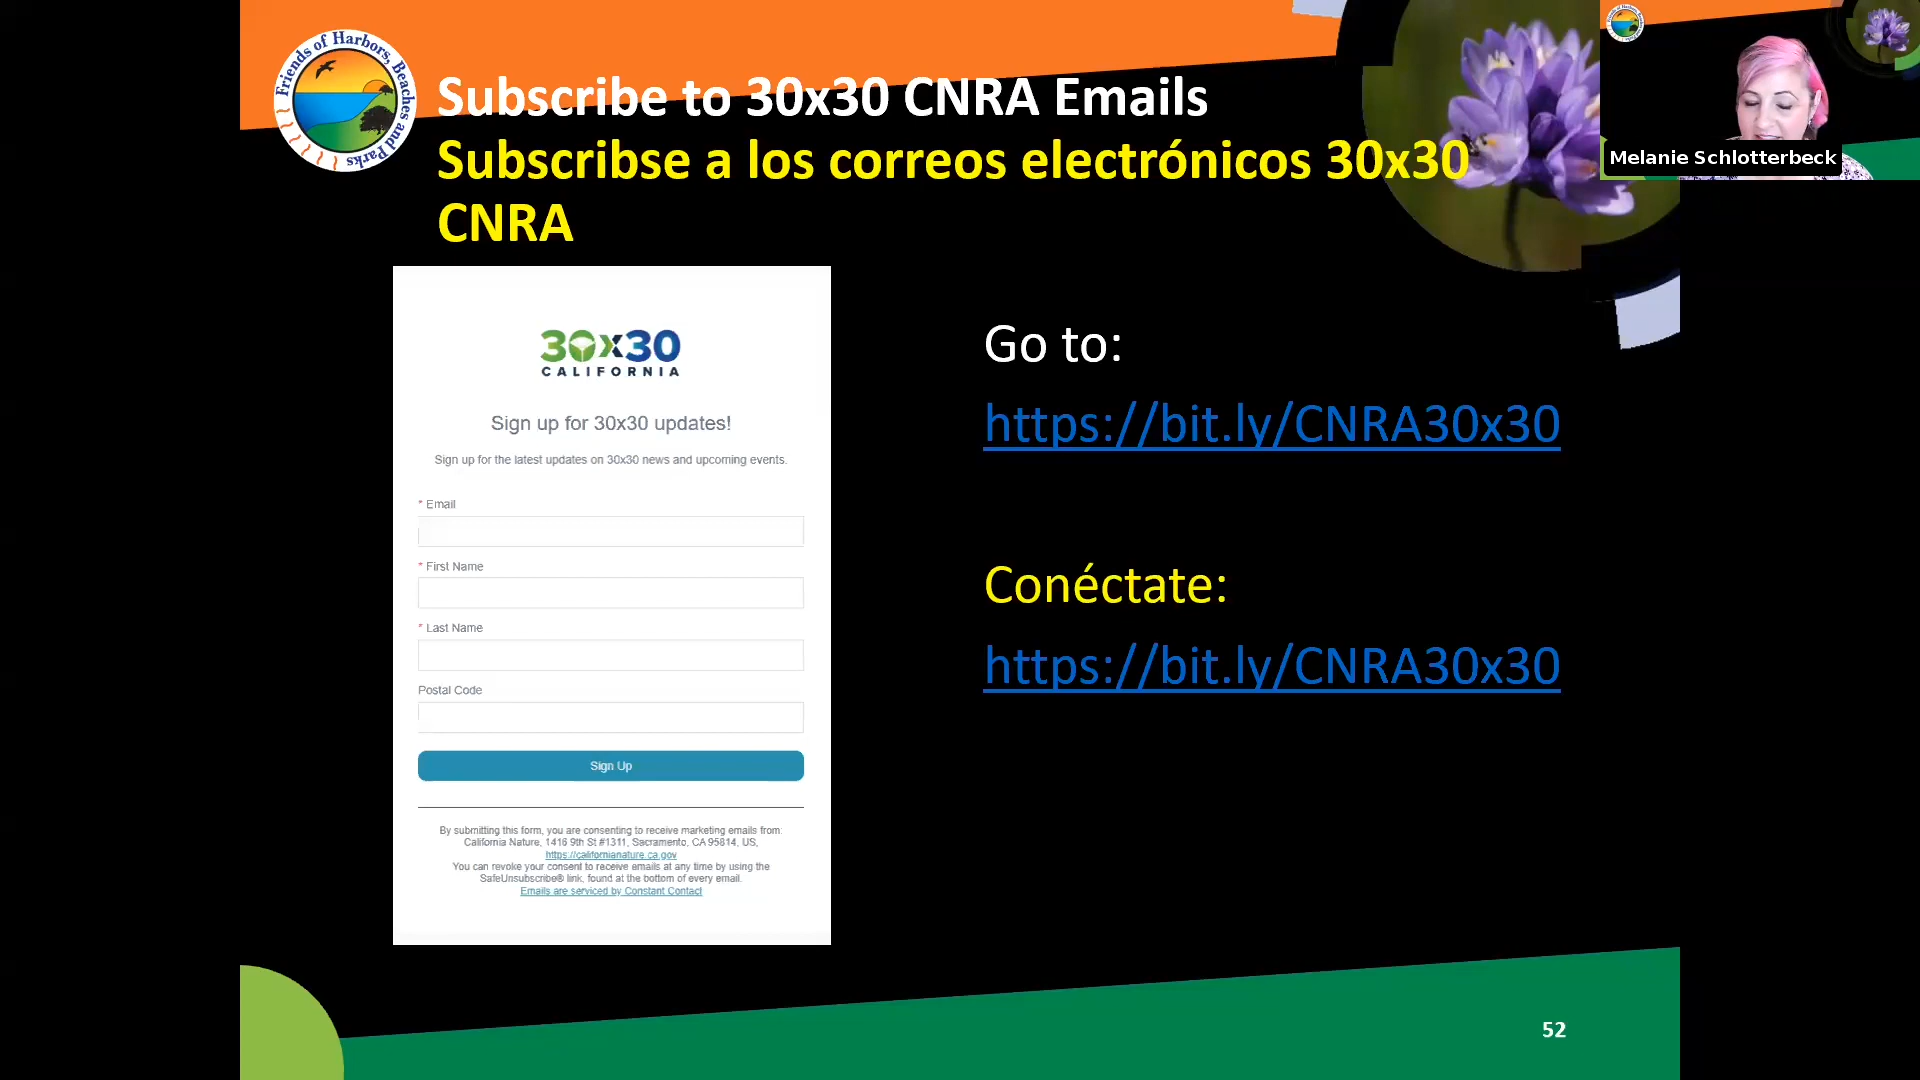 Friends of Harbors, Beaches and Parks
Subscribe to 30x30 CNRA Emails
Subscribse a los correos electrónicos 30x30
CNRA
Melanie Schlotterbeck
30x30
CALIFORNIA
Sign up for 30x30 updates!
Sign up for the latest updates on 30x30 news and upcoming events.
* Email
* First Name
* Last Name
Postal Code
Sign Up
By submitting this form, you are consenting to receive marketing emails from:
California Nature, 1416 9th St #1311, Sacramento, CA 95814, US,
https://californianature.ca.gov
You can revoke your consent to receive emails at any time by using the
SafeUnsubscribe® link, found at the bottom of every email.
Emails are serviced by Constant Contact
Go to:
https://bit.ly/CNRA30x30
Conéctate:
https://bit.ly/CNRA30x30
52